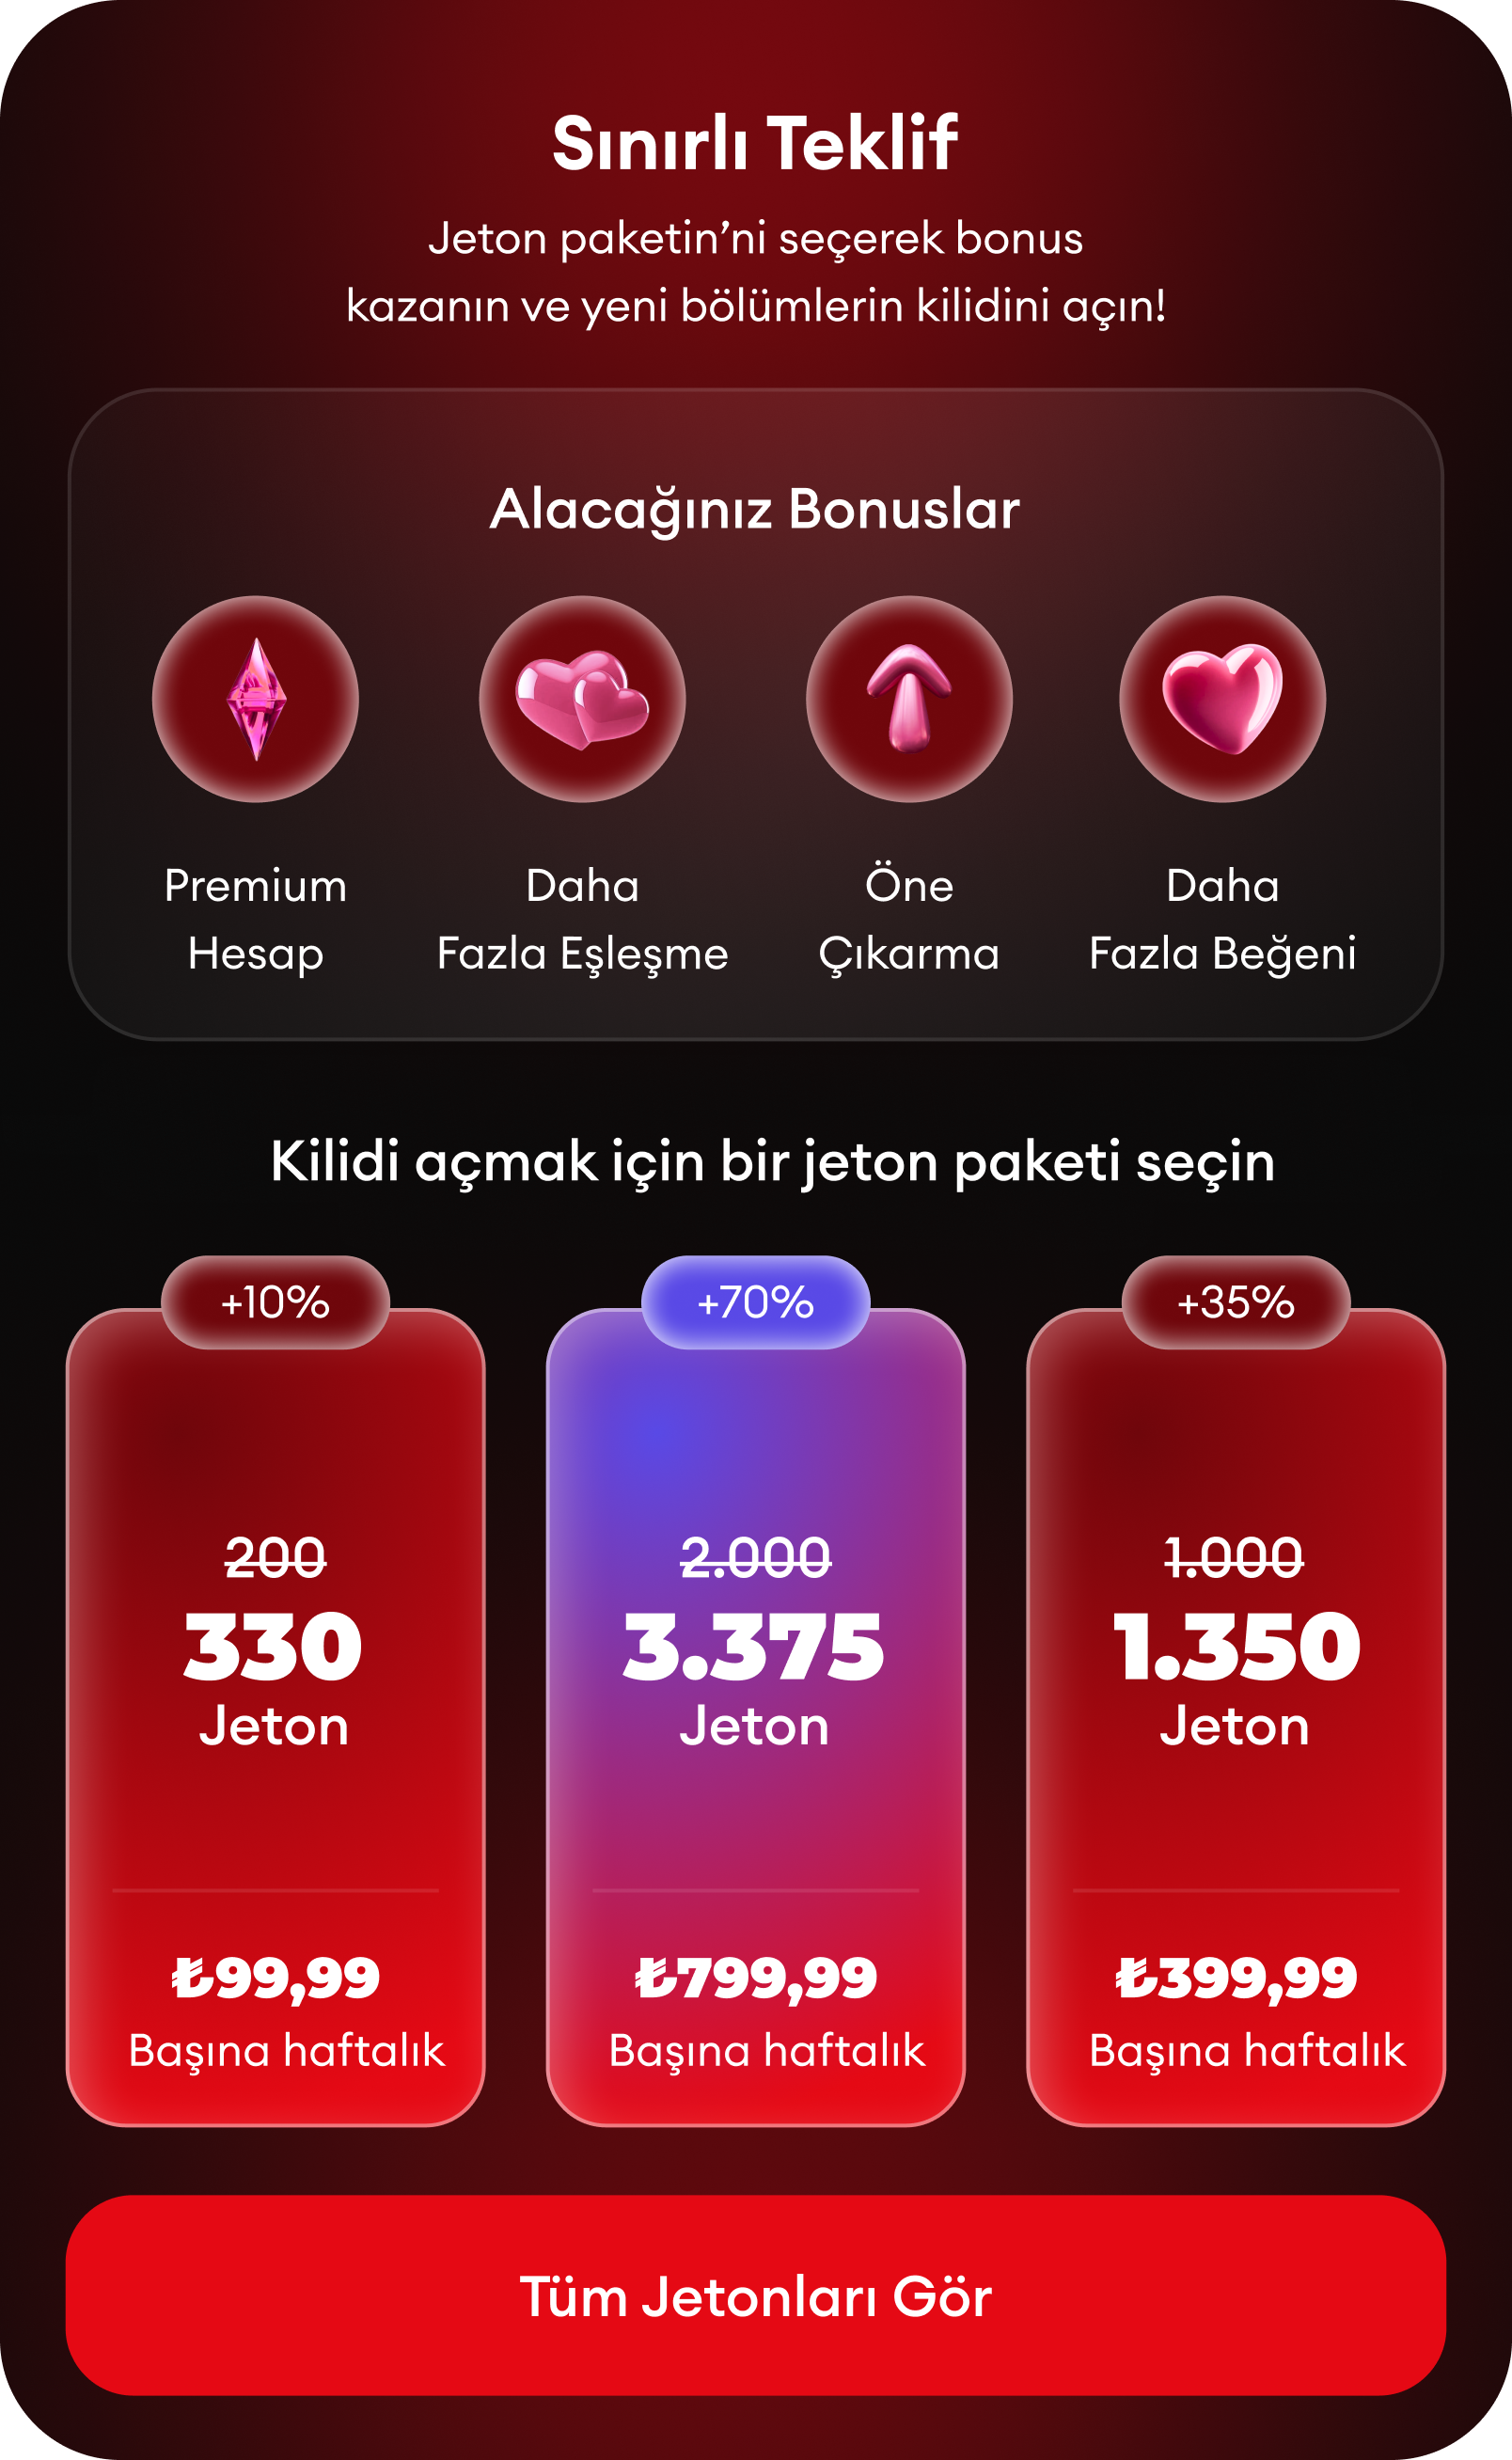 Sınırlı Teklif
Jeton paketin’ni seçerek bonus
kazanın ve yeni bölümlerin kilidini açın!
Alacağınız Bonuslar
Premium
Hesap
Daha
Fazla Eşleşme
Öne
Çıkarma
Daha
Fazla Beğeni
Kilidi açmak için bir jeton paketi seçin
+10%
200
330
Jeton
₺99,99
Başına haftalık
+70%
2.000
3.375
Jeton
₺799,99
Başına haftalık
+35%
1.000
1.350
Jeton
₺399,99
Başına haftalık
Tüm Jetonları Gör